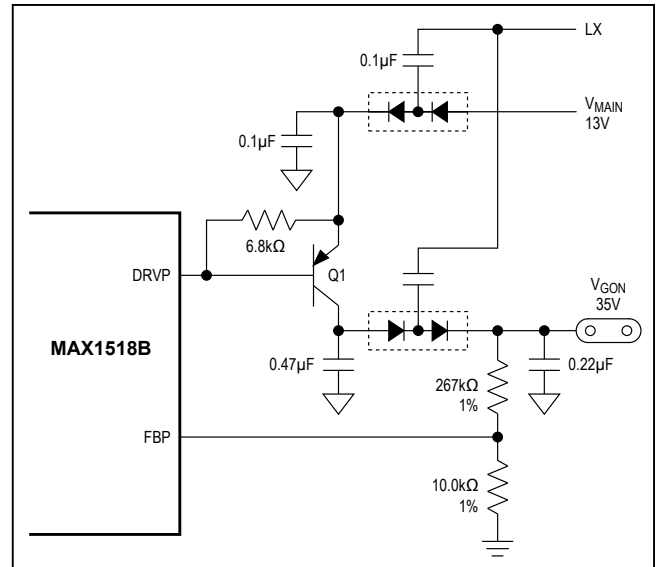 LX
0.1µF
V_MAIN
13V
0.1µF
6.8kΩ
DRVP
Q1
V_GON
35V
MAX1518B
0.47µF
267kΩ
1%
0.22µF
FBP
10.0kΩ
1%